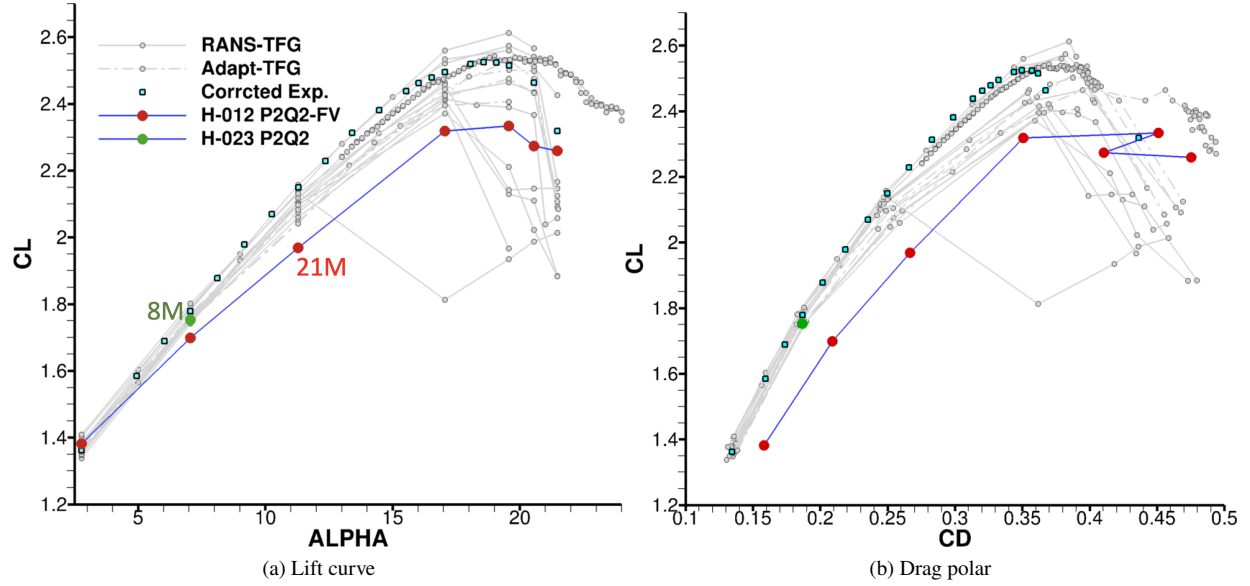 2.6
2.4
2.2
2
1.8
1.6
1.4
1.2
CL
RANS-TFG
Adapt-TFG
Corrcted Exp.
H-012 P2Q2-FV
H-023 P2Q2
8M
21M
5
10
15
20
ALPHA
(a) Lift curve
2.6
2.4
2.2
2
1.8
1.6
1.4
1.2
CL
0.1
0.15
0.2
0.25
0.3
0.35
0.4
0.45
0.5
CD
(b) Drag polar